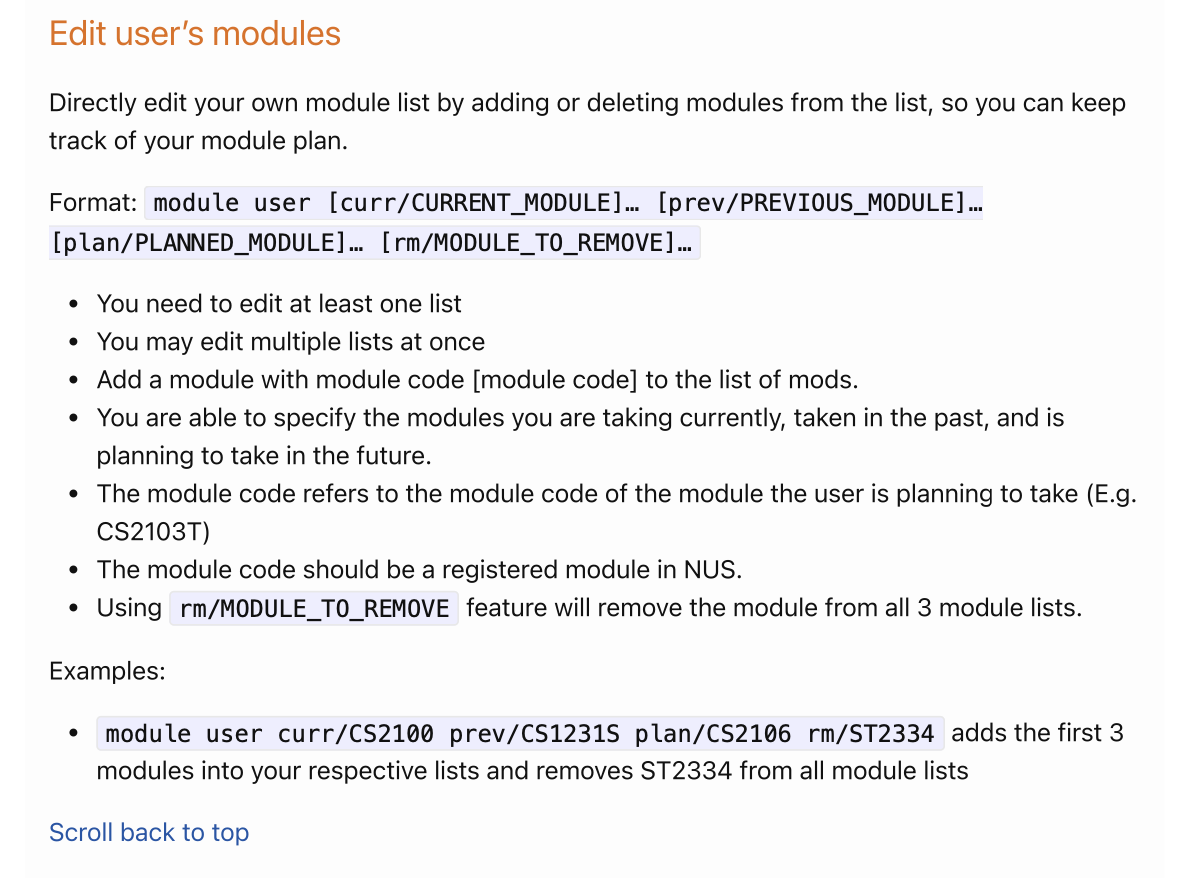 Edit user’s modules
Directly edit your own module list by adding or deleting modules from the list, so you can keep
track of your module plan.
Format: module user [curr/CURRENT_MODULE]… [prev/PREVIOUS_MODULE]…
[plan/PLANNED_MODULE]… [rm/MODULE_TO_REMOVE]…
• You need to edit at least one list
• You may edit multiple lists at once
• Add a module with module code [module code] to the list of mods.
• You are able to specify the modules you are taking currently, taken in the past, and is
planning to take in the future.
• The module code refers to the module code of the module the user is planning to take (E.g.
CS2103T)
• The module code should be a registered module in NUS.
• Using rm/MODULE_TO_REMOVE feature will remove the module from all 3 module lists.
Examples:
• module user curr/CS2100 prev/CS1231S plan/CS2106 rm/ST2334 adds the first 3
modules into your respective lists and removes ST2334 from all module lists
Scroll back to top